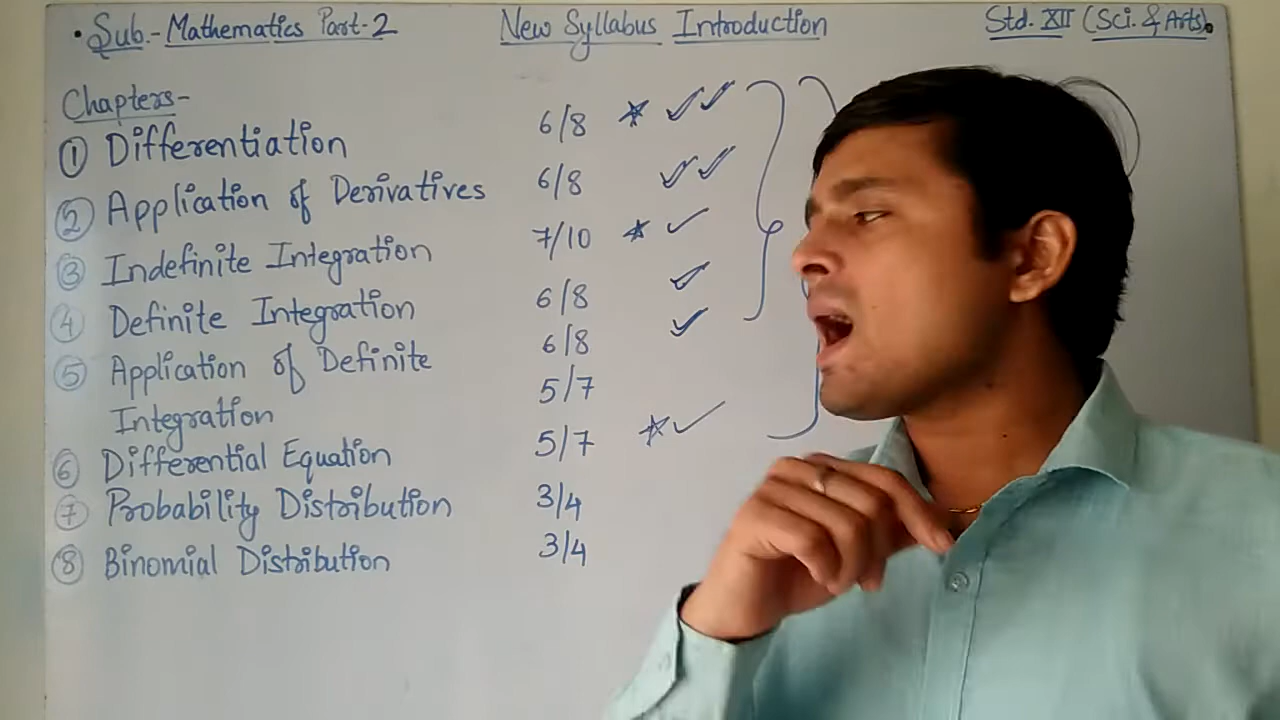 • Sub.- Mathematics Part-2 New Syllabus Introduction Std. XII (Sci. & Arts).
Chapters-
① Differentiation 6/8
② Application of Derivatives 6/8
③ Indefinite Integration 7/10
④ Definite Integration 6/8
⑤ Application of Definite 6/8
Integration 5/7
⑥ Differential Equation 5/7
⑦ Probability Distribution 3/4
⑧ Binomial Distribution 3/4